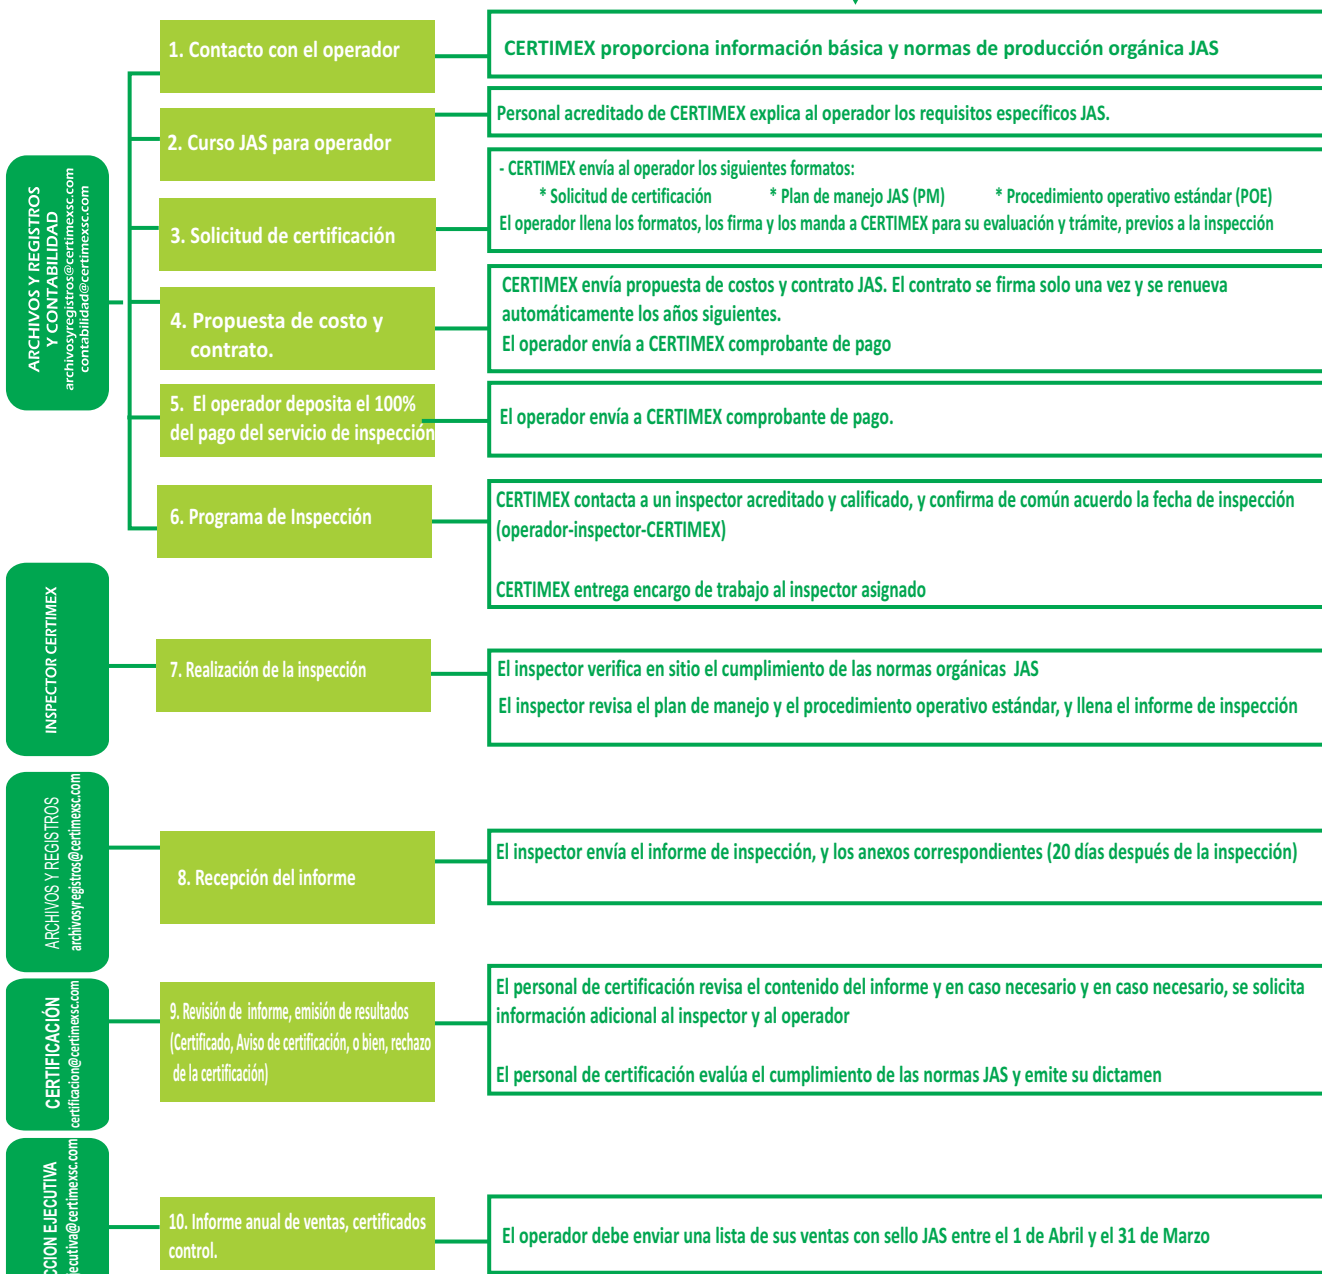 ARCHIVOS Y REGISTROS
Y CONTABILIDAD
archivosyregistros@certimexsc.com
contabilidad@certimexsc.com
1. Contacto con el operador
CERTIMEX proporciona información básica y normas de producción orgánica JAS
2. Curso JAS para operador
Personal acreditado de CERTIMEX explica al operador los requisitos específicos JAS.
3. Solicitud de certificación
- CERTIMEX envía al operador los siguientes formatos:
* Solicitud de certificación * Plan de manejo JAS (PM) * Procedimiento operativo estándar (POE)
El operador llena los formatos, los firma y los manda a CERTIMEX para su evaluación y trámite, previos a la inspección
4. Propuesta de costo y
contrato.
CERTIMEX envía propuesta de costos y contrato JAS. El contrato se firma solo una vez y se renueva
automáticamente los años siguientes.
El operador envía a CERTIMEX comprobante de pago
5. El operador deposita el 100%
del pago del servicio de inspección
El operador envía a CERTIMEX comprobante de pago.
6. Programa de Inspección
CERTIMEX contacta a un inspector acreditado y calificado, y confirma de común acuerdo la fecha de inspección
(operador-inspector-CERTIMEX)
CERTIMEX entrega encargo de trabajo al inspector asignado
INSPECTOR CERTIMEX
7. Realización de la inspección
El inspector verifica en sitio el cumplimiento de las normas orgánicas JAS
El inspector revisa el plan de manejo y el procedimiento operativo estándar, y llena el informe de inspección
ARCHIVOS Y REGISTROS
archivosyregistros@certimexsc.com
8. Recepción del informe
El inspector envía el informe de inspección, y los anexos correspondientes (20 días después de la inspección)
CERTIFICACIÓN
certificacion@certimexsc.com
9. Revisión de informe, emisión de resultados
(Certificado, Aviso de certificación, o bien, rechazo
de la certificación)
El personal de certificación revisa el contenido del informe y en caso necesario y en caso necesario, se solicita
información adicional al inspector y al operador
El personal de certificación evalúa el cumplimiento de las normas JAS y emite su dictamen
CCION EJECUTIVA
ecutiva@certimexsc.com
10. Informe anual de ventas, certificados
control.
El operador debe enviar una lista de sus ventas con sello JAS entre el 1 de Abril y el 31 de Marzo